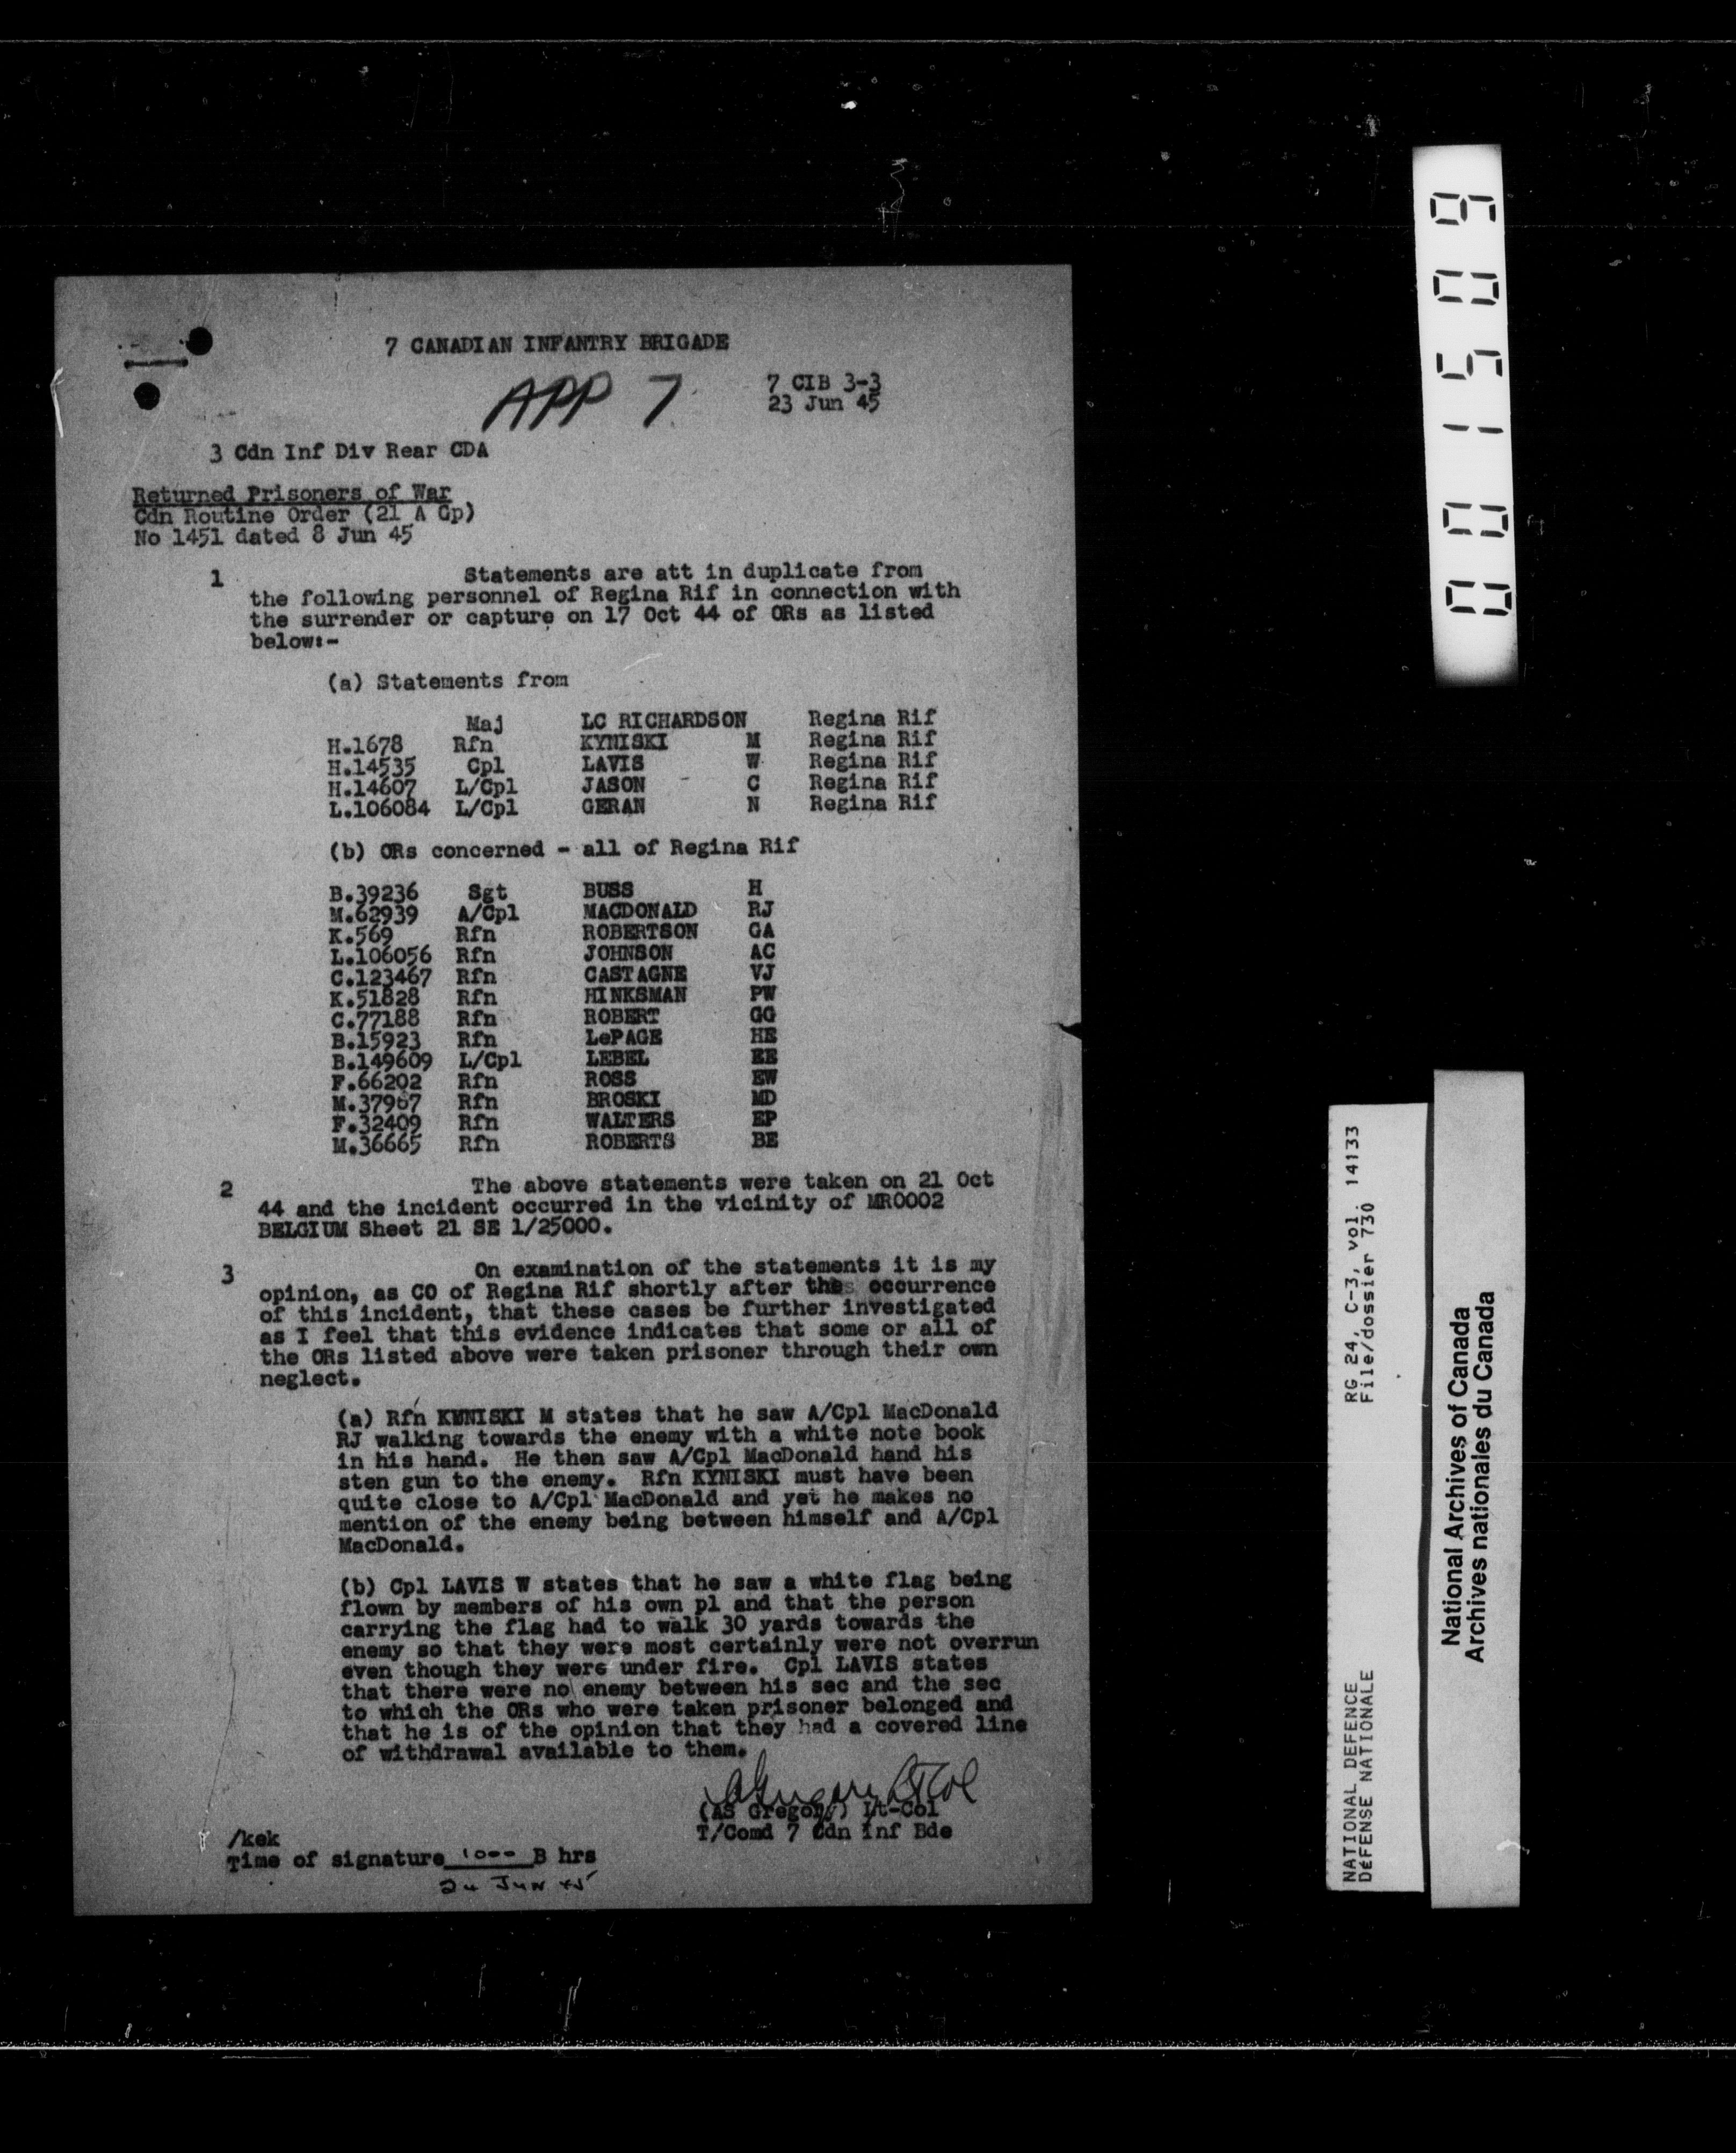 7 CANADIAN INFANTRY BRIGADE
APP 7
7 CIB 3-3
23 Jun 45
3 Cdn Inf Div Rear CDA
Returned Prisoners of War
Cdn Routine Order (21 A Gp)
No 1451 dated 8 Jun 45
1 Statements are att in duplicate from
the following personnel of Regina Rif in connection with
the surrender or capture on 17 Oct 44 of ORs as listed
below:-
(a) Statements from
Maj LC RICHARDSON Regina Rif
H.1678 Rfn KYNISKI M Regina Rif
H.14535 Cpl LAVIS W Regina Rif
H.14607 L/Cpl JASON C Regina Rif
L.106084 L/Cpl GERAN N Regina Rif
(b) ORs concerned - all of Regina Rif
B.39236 Sgt BUSS H
M.62939 A/Cpl MACDONALD RJ
K.569 Rfn ROBERTSON GA
L.106056 Rfn JOHNSON AC
C.123467 Rfn CASTAGNE VJ
K.51828 Rfn HINKSMAN PW
C.77188 Rfn ROBERT GG
B.15923 Rfn LePAGE HE
B.149609 L/Cpl LEBEL EE
F.66202 Rfn ROSS EW
M.37967 Rfn BROSKI MD
F.32409 Rfn WALTERS EP
M.36665 Rfn ROBERTS BE
2 The above statements were taken on 21 Oct
44 and the incident occurred in the vicinity of MR0002
BELGIUM Sheet 21 SE 1/25000.
3 On examination of the statements it is my
opinion, as CO of Regina Rif shortly after the occurrence
of this incident, that these cases be further investigated
as I feel that this evidence indicates that some or all of
the ORs listed above were taken prisoner through their own
neglect.
(a) Rfn KYNISKI M states that he saw A/Cpl MacDonald
RJ walking towards the enemy with a white note book
in his hand. He then saw A/Cpl MacDonald hand his
sten gun to the enemy. Rfn KYNISKI must have been
quite close to A/Cpl MacDonald and yet he makes no
mention of the enemy being between himself and A/Cpl
MacDonald.
(b) Cpl LAVIS W states that he saw a white flag being
flown by members of his own pl and that the person
carrying the flag had to walk 30 yards towards the
enemy so that they were most certainly were not overrun
even though they were under fire. Cpl LAVIS states
that there were no enemy between his sec and the sec
to which the ORs who were taken prisoner belonged and
that he is of the opinion that they had a covered line
of withdrawal available to them.
(AS Gregory) Lt-Col
T/Comd 7 Cdn Inf Bde
/kek
Time of signature 1000 B hrs
24 JUN 45
001509
RG 24, C-3, vol. 14133
File/dossier 730
NATIONAL DEFENCE
DÉFENSE NATIONALE
National Archives of Canada
Archives nationales du Canada